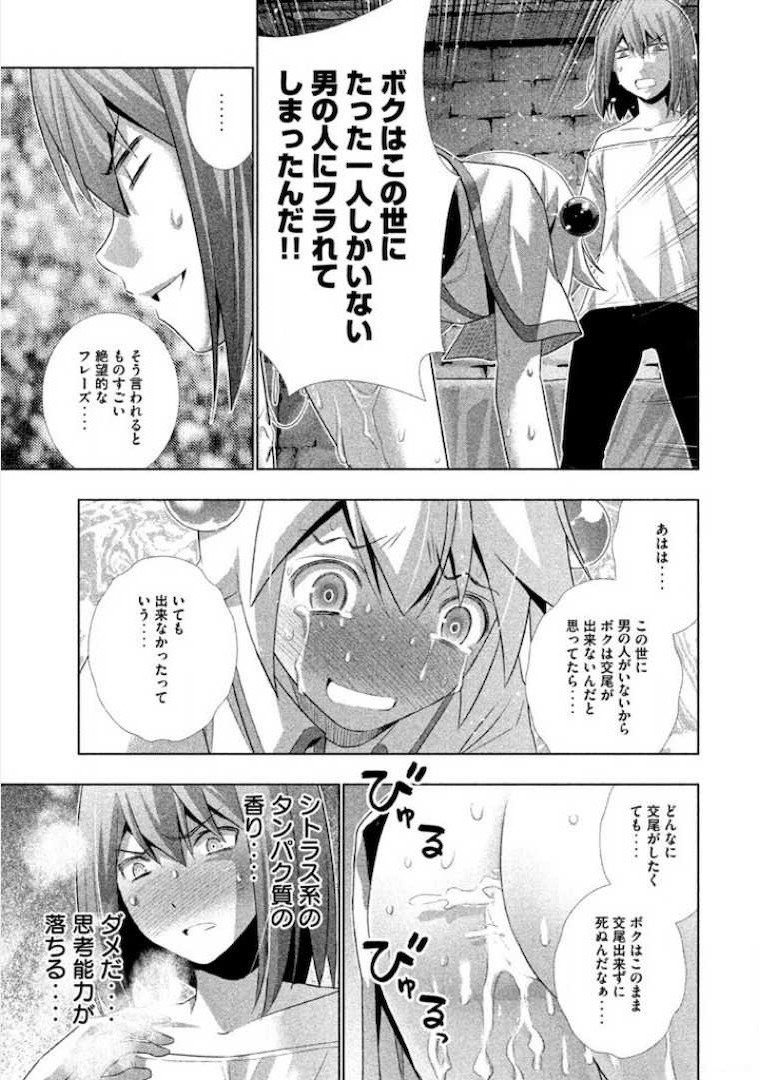 ボクはこの世に
たった一人しかいない
男の人にフラれて
しまったんだ!!
‥‥‥
そう言われると
ものすごい
絶望的な
フレーズ‥‥
あはは‥‥
この世に
男の人がいないから
ボクは交尾が
出来ないんだと
思ってたら‥‥
いても
出来なかったって
いう‥‥
どんなに
交尾がしたく
ても‥‥
ボクはこのまま
交尾出来ずに
死ぬんだなぁ
‥‥
びゅる
びゅるっ
シトラス系の
タンパク質の
香り‥‥
ダメだ‥‥
思考能力が
落ちる‥‥